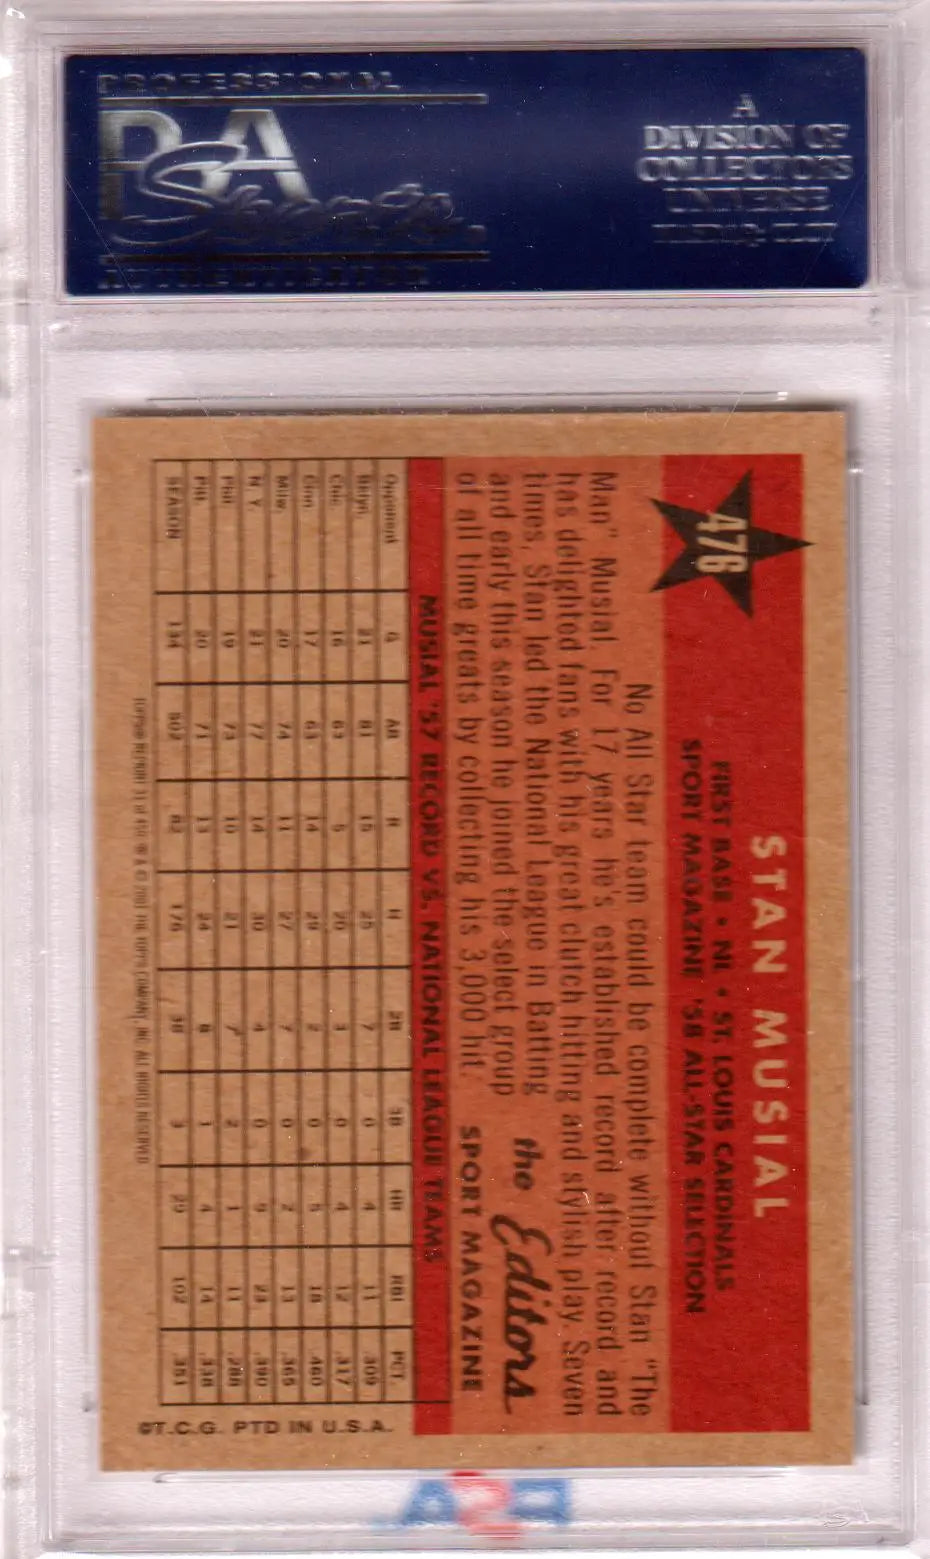 PROFESSIONAL
PSA
A
DIVISION OF
COLLECTORS
UNIVERSE
476
STAN MUSIAL
FIRST BASE • NL • ST. LOUIS CARDINALS
SPORT MAGAZINE '58 ALL-STAR SELECTION
No All Star team could be complete without Stan "The
Man" Musial. For 17 years he's established record after record and
has delighted fans with his great clutch hitting and stylish play. Seven
times, Stan led the National League in Batting
and early this season he joined the select group
of all time greats by collecting his 3,000 hit.
the Editors
SPORT MAGAZINE
MUSIAL '57 RECORD VS. NATIONAL LEAGUE TEAMS
Opponent G AB R H 2B 3B HR RBI PCT
Bklyn. 21 81 15 25 7 0 4 11 .309
Chi. 16 63 5 20 3 0 4 12 .317
Cinn 17 63 14 29 2 0 5 18 .460
Milw 20 74 11 27 7 0 2 13 .365
N.Y. 21 77 14 30 4 0 9 23 .390
Phil 19 73 10 21 7 2 1 11 .288
Pitt. 20 71 13 24 8 1 4 14 .338
SEASON 134 502 82 176 38 3 29 102 .351
©T.C.G. PTD IN U.S.A.
PSA